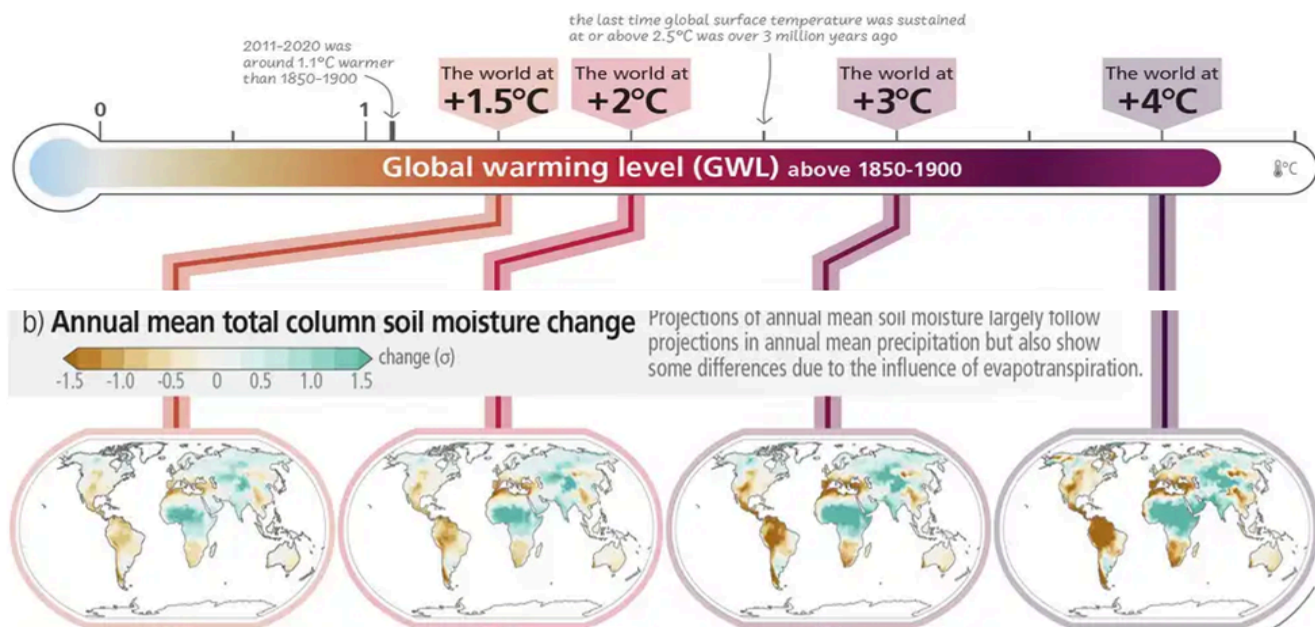 the last time global surface temperature was sustained
at or above 2.5°C was over 3 million years ago
2011-2020 was
around 1.1°C warmer
than 1850-1900
The world at
+1.5°C
The world at
+2°C
The world at
+3°C
The world at
+4°C
0
1
Global warming level (GWL) above 1850-1900
°C
b) Annual mean total column soil moisture change
change (σ)
-1.5 -1.0 -0.5 0 0.5 1.0 1.5
Projections of annual mean soil moisture largely follow
projections in annual mean precipitation but also show
some differences due to the influence of evapotranspiration.